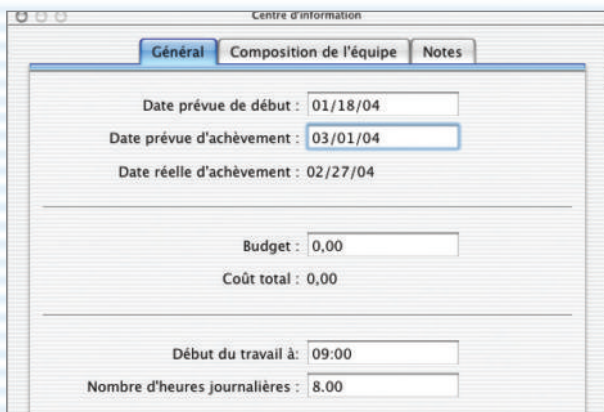 Centre d'information
Général Composition de l'équipe Notes
Date prévue de début : 01/18/04
Date prévue d'achèvement : 03/01/04
Date réelle d'achèvement : 02/27/04
Budget : 0,00
Coût total : 0,00
Début du travail à: 09:00
Nombre d'heures journalières : 8.00